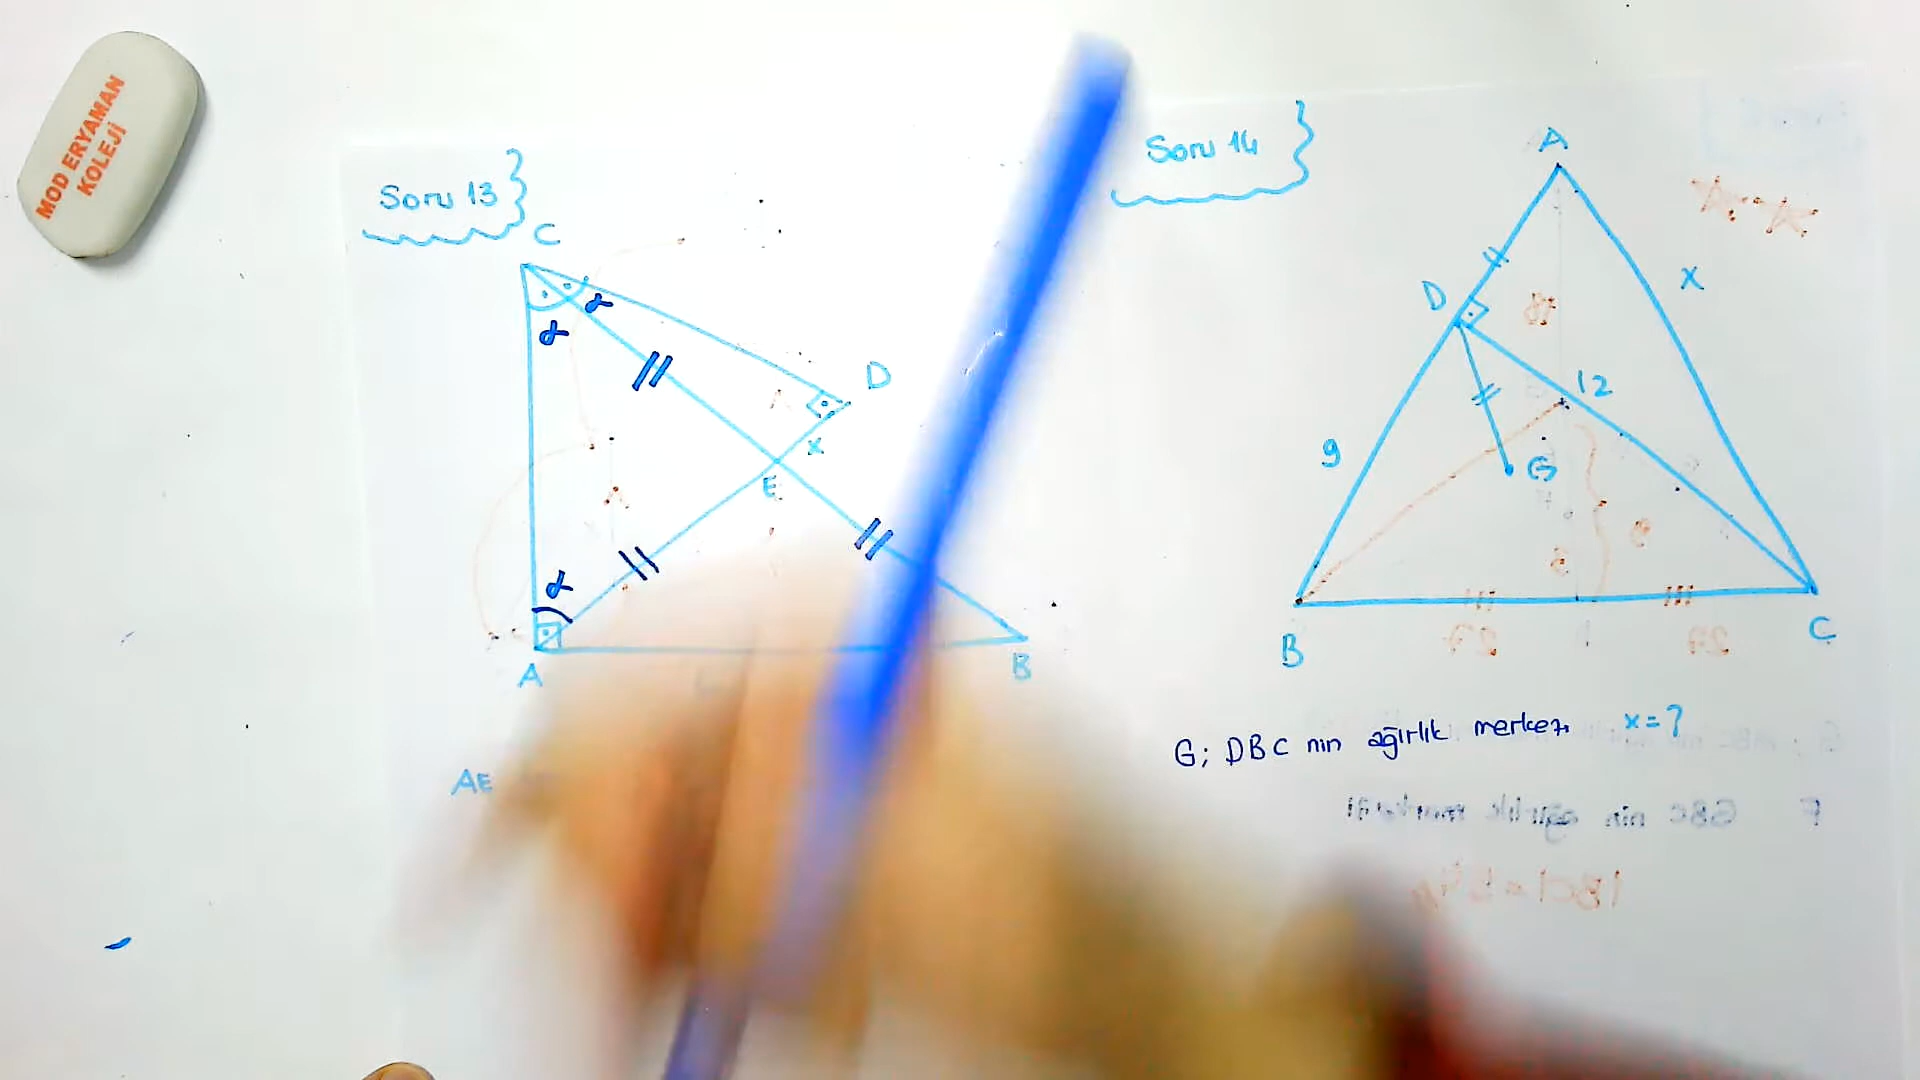 MOD ERYAMAN
KOLEJİ
Soru 13
C
α
α
D
x
E
α
A
B
AE
Soru 14
A
x
D
12
9
G
B
C
G; DBC nin ağırlık merkezi x=?